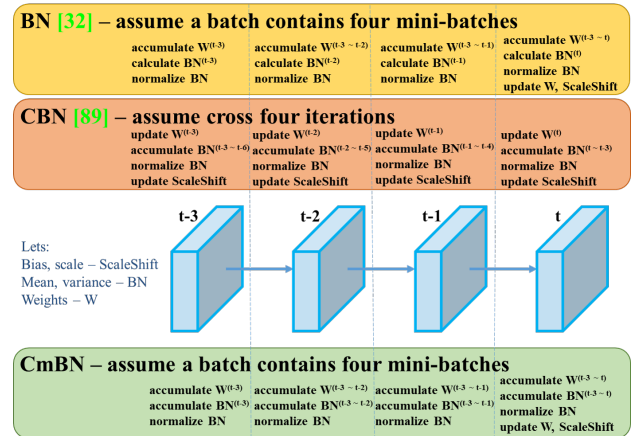 BN [32] – assume a batch contains four mini-batches
accumulate W(t-3) accumulate W(t-3 ~ t-2) accumulate W(t-3 ~ t-1) accumulate W(t-3 ~ t)
calculate BN(t-3) calculate BN(t-2) calculate BN(t-1) calculate BN(t)
normalize BN normalize BN normalize BN normalize BN
update W, ScaleShift
CBN [89] – assume cross four iterations
update W(t-3) update W(t-2) update W(t-1) update W(t)
accumulate BN(t-3 ~ t-6) accumulate BN(t-2 ~ t-5) accumulate BN(t-1 ~ t-4) accumulate BN(t ~ t-3)
normalize BN normalize BN normalize BN normalize BN
update ScaleShift update ScaleShift update ScaleShift update ScaleShift
t-3 t-2 t-1 t
Lets:
Bias, scale – ScaleShift
Mean, variance – BN
Weights – W
CmBN – assume a batch contains four mini-batches
accumulate W(t-3) accumulate W(t-3 ~ t-2) accumulate W(t-3 ~ t-1) accumulate W(t-3 ~ t)
accumulate BN(t-3) accumulate BN(t-3 ~ t-2) accumulate BN(t-3 ~ t-1) accumulate BN(t-3 ~ t)
normalize BN normalize BN normalize BN normalize BN
update W, ScaleShift